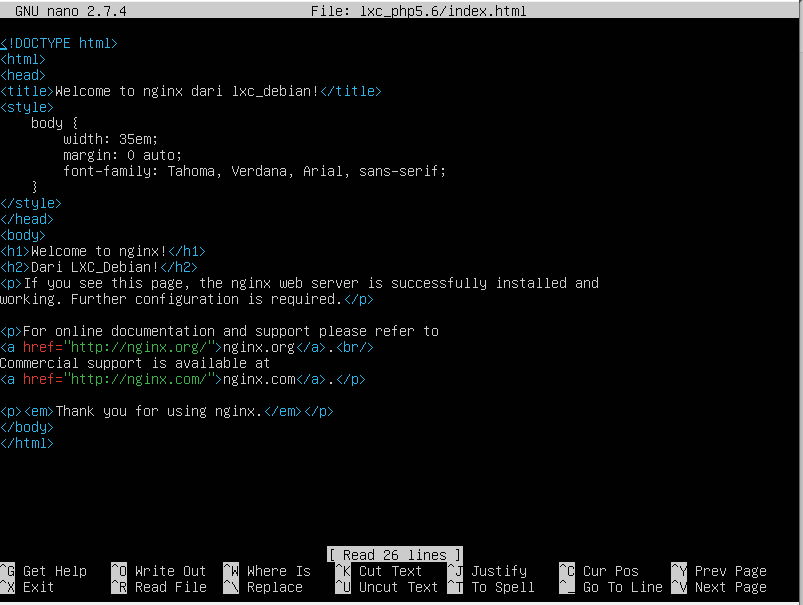 GNU nano 2.7.4 File: lxc_php5.6/index.html
<!DOCTYPE html>
<html>
<head>
<title>Welcome to nginx dari lxc_debian!</title>
<style>
    body {
        width: 35em;
        margin: 0 auto;
        font-family: Tahoma, Verdana, Arial, sans-serif;
    }
</style>
</head>
<body>
<h1>Welcome to nginx!</h1>
<h2>Dari LXC_Debian!</h2>
<p>If you see this page, the nginx web server is successfully installed and
working. Further configuration is required.</p>

<p>For online documentation and support please refer to
<a href="http://nginx.org/">nginx.org</a>.<br/>
Commercial support is available at
<a href="http://nginx.com/">nginx.com</a>.</p>

<p><em>Thank you for using nginx.</em></p>
</body>
</html>
[ Read 26 lines ]
^G Get Help ^O Write Out ^W Where Is ^K Cut Text ^J Justify ^C Cur Pos ^Y Prev Page
^X Exit ^R Read File ^\ Replace ^U Uncut Text ^T To Spell ^_ Go To Line ^V Next Page